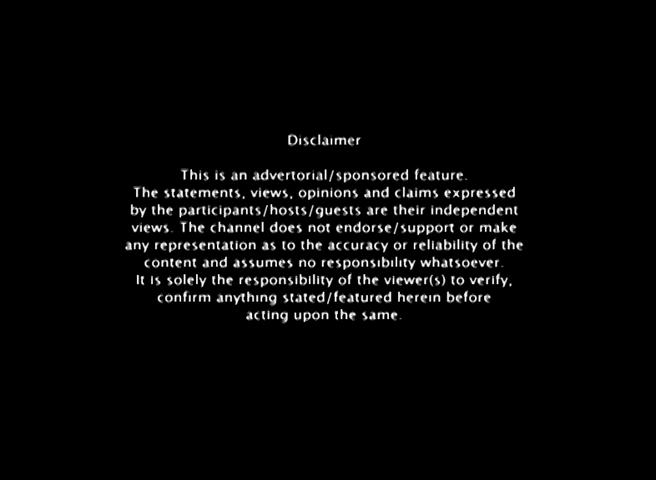 Disclaimer
This is an advertorial/sponsored feature.
The statements, views, opinions and claims expressed
by the participants/hosts/guests are their independent
views. The channel does not endorse/support or make
any representation as to the accuracy or reliability of the
content and assumes no responsibility whatsoever.
It is solely the responsibility of the viewer(s) to verify,
confirm anything stated/featured herein before
acting upon the same.